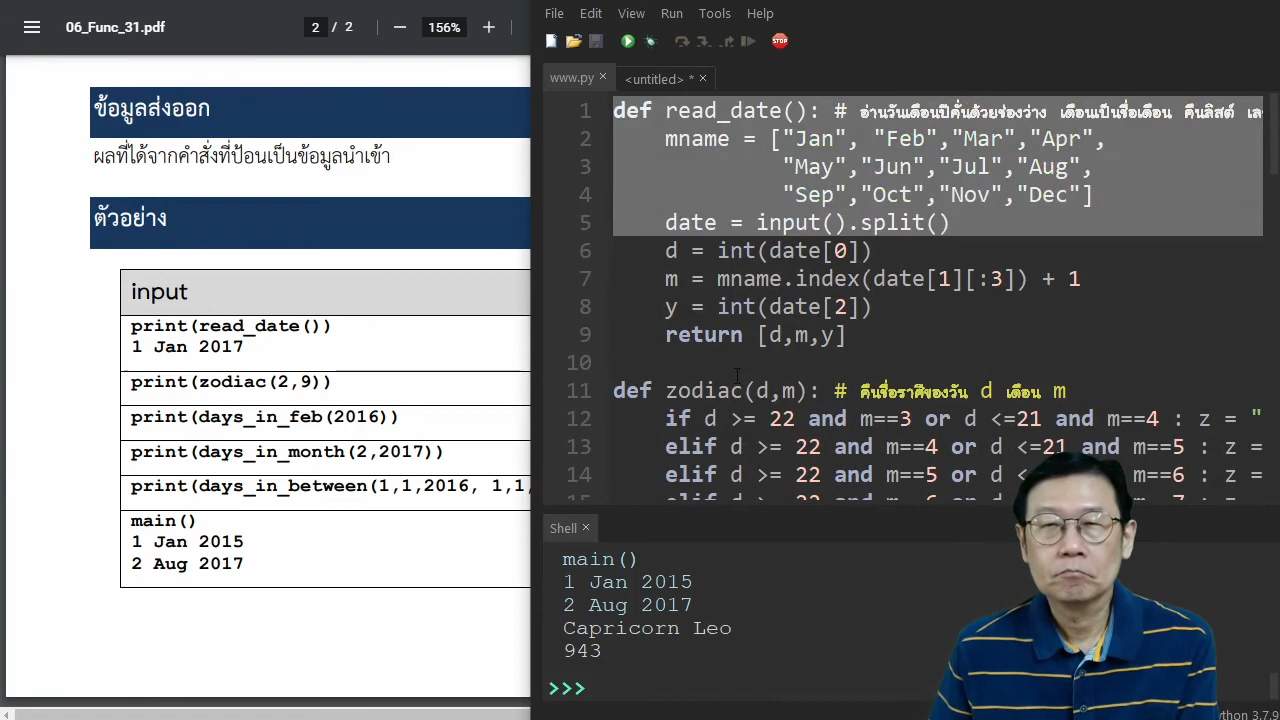 06_Func_31.pdf
2 / 2
156%
ข้อมูลส่งออก
ผลที่ได้จากคำสั่งที่ป้อนเป็นข้อมูลนำเข้า
ตัวอย่าง
input
print(read_date())
1 Jan 2017
print(zodiac(2,9))
print(days_in_feb(2016))
print(days_in_month(2,2017))
print(days_in_between(1,1,2016, 1,1,
main()
1 Jan 2015
2 Aug 2017
File Edit View Run Tools Help
STOP
www.py ×
<untitled> * ×
1 def read_date(): # อ่านวันเดือนปีคั่นด้วยช่องว่าง เดือนเป็นชื่อเดือน คืนลิสต์ เล
2 mname = ["Jan", "Feb","Mar","Apr",
3 "May","Jun","Jul","Aug",
4 "Sep","Oct","Nov","Dec"]
5 date = input().split()
6 d = int(date[0])
7 m = mname.index(date[1][:3]) + 1
8 y = int(date[2])
9 return [d,m,y]
10
11 def zodiac(d,m): # คืนชื่อราศีของวัน d เดือน m
12 if d >= 22 and m==3 or d <=21 and m==4 : z = "
13 elif d >= 22 and m==4 or d <=21 and m==5 : z =
14 elif d >= 22 and m==5 or d <= and m==6 : z =
Shell ×
main()
1 Jan 2015
2 Aug 2017
Capricorn Leo
943
>>>
thon 3.7.9